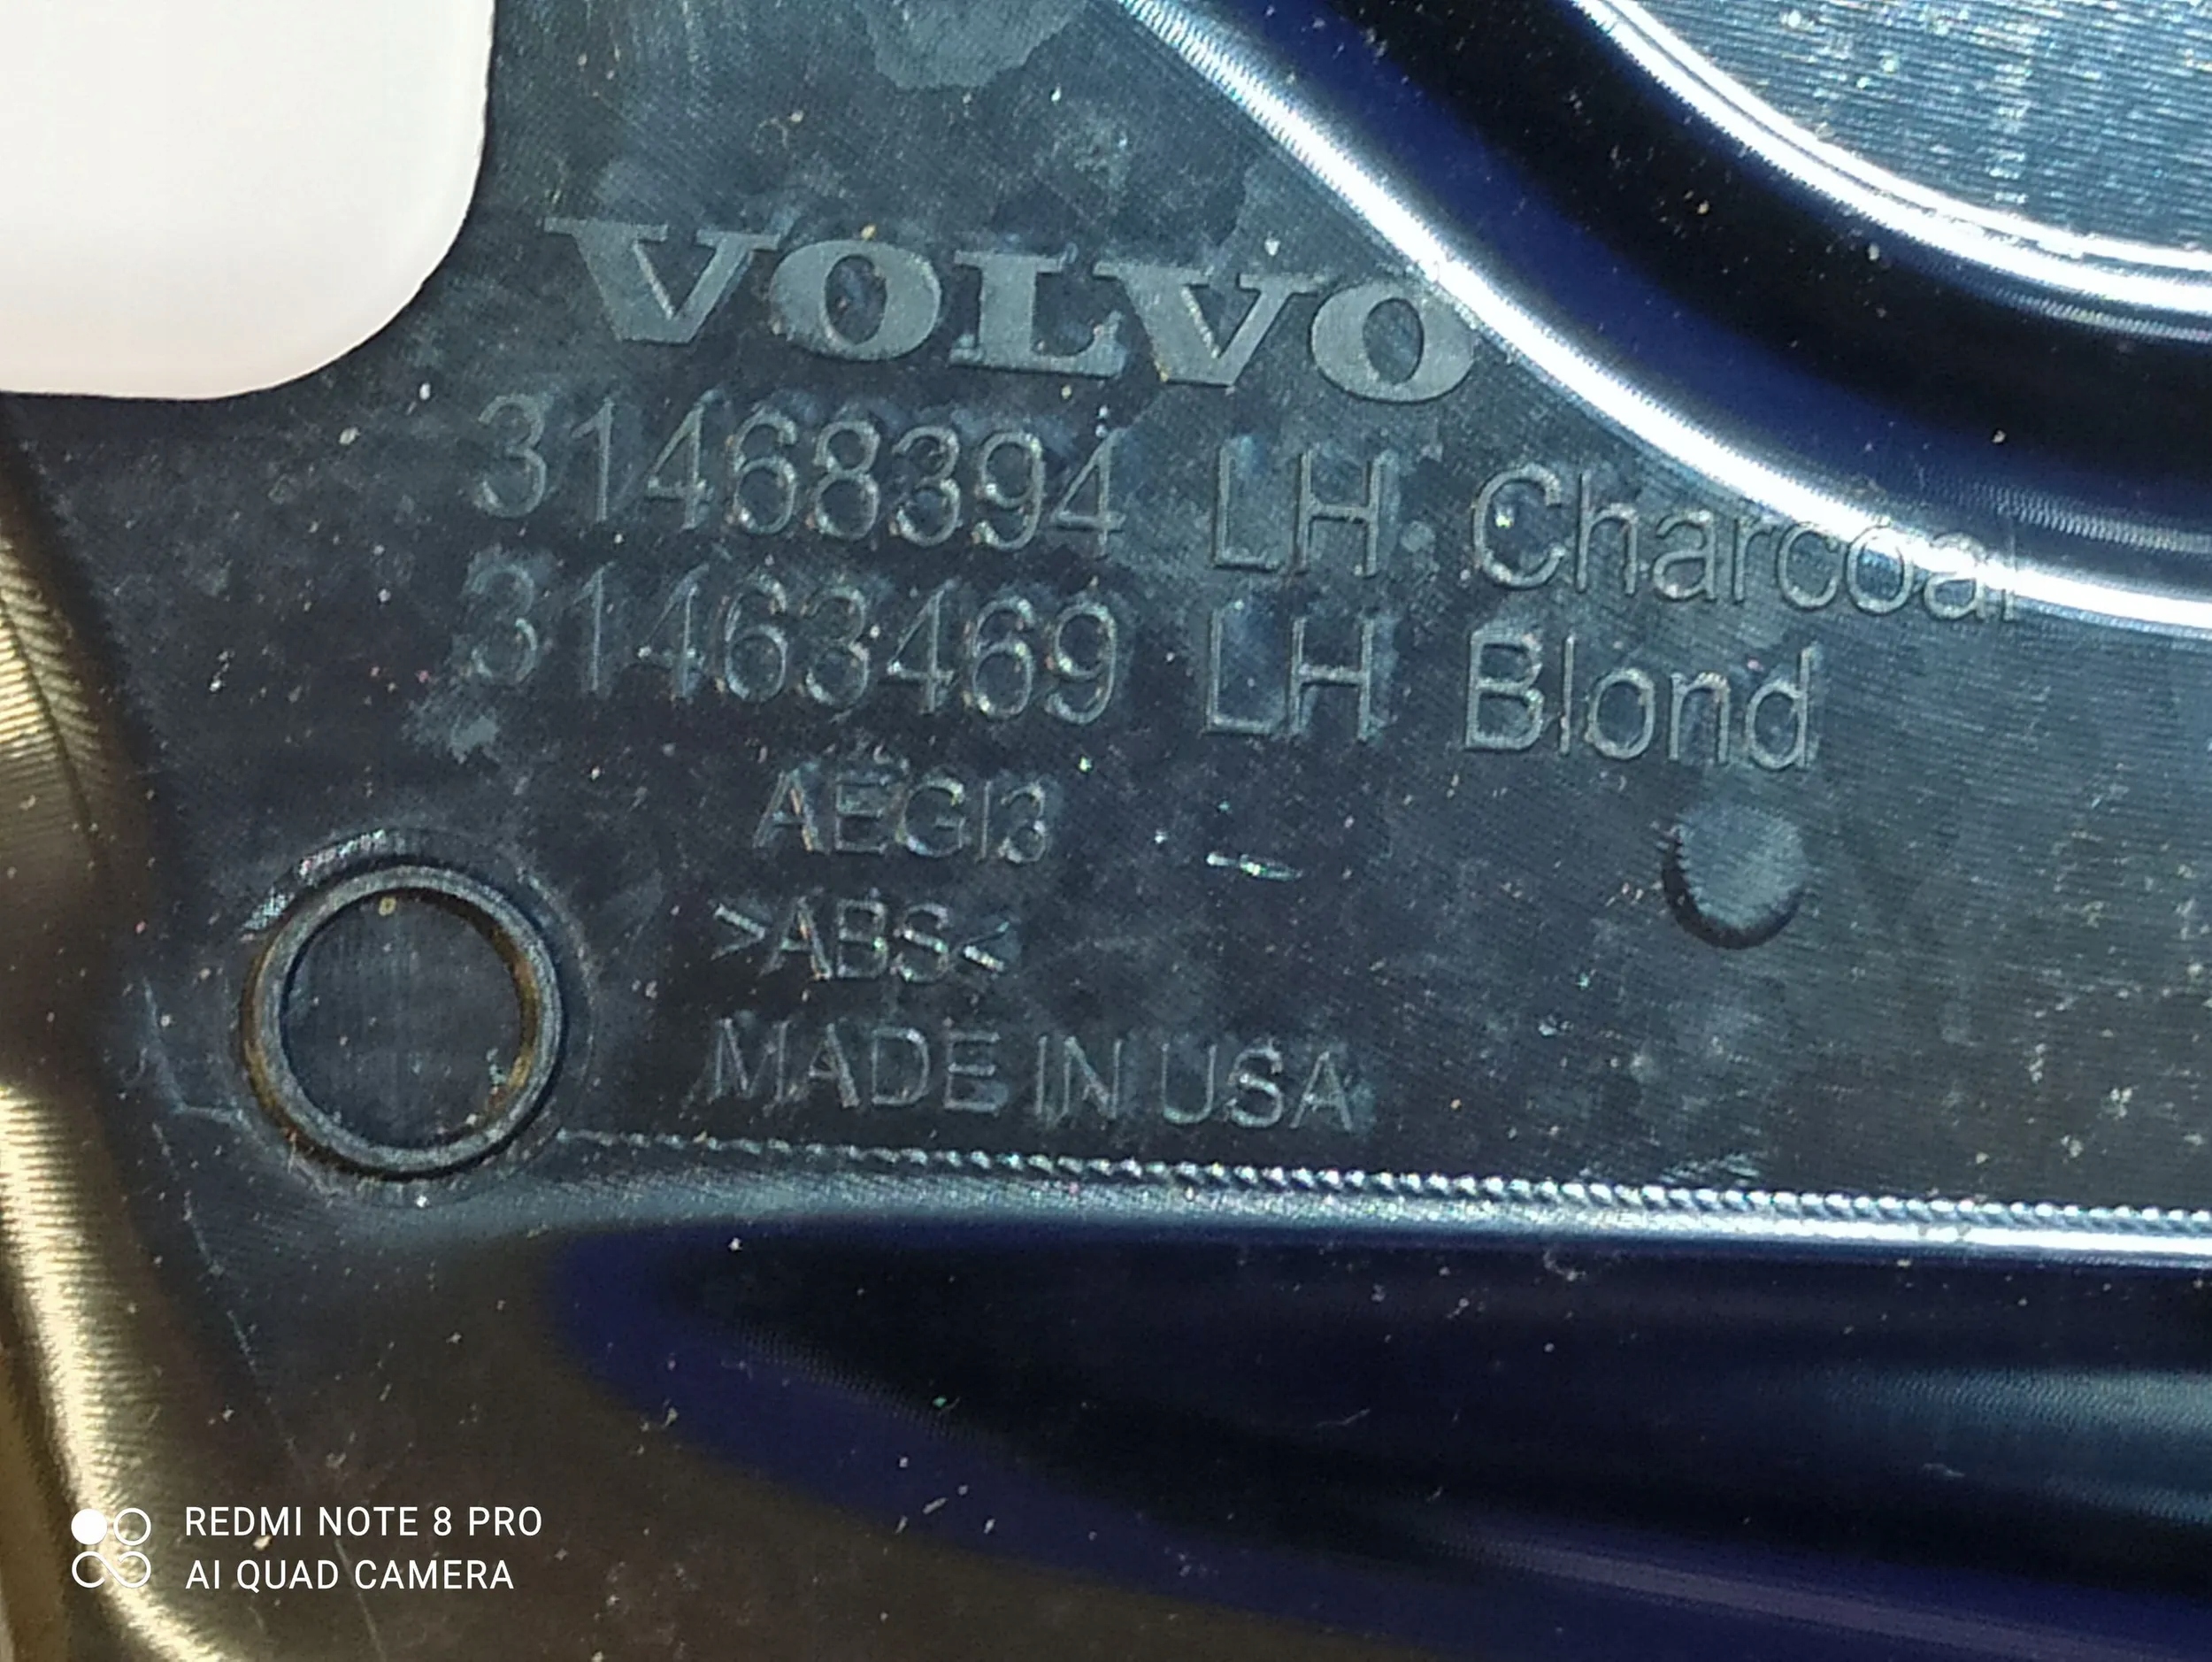 VOLVO
31468394 LH Charcoal
31463469 LH Blond
AEGI3
>ABS<
MADE IN USA
REDMI NOTE 8 PRO
AI QUAD CAMERA